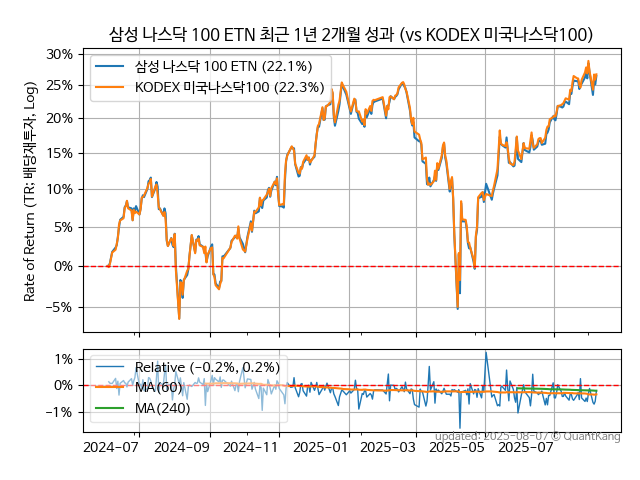 삼성 나스닥 100 ETN 최근 1년 2개월 성과 (vs KODEX 미국나스닥100)
Rate of Return (TR: 배당재투자, Log)
30%
25%
20%
15%
10%
5%
0%
−5%
삼성 나스닥 100 ETN (22.1%)
KODEX 미국나스닥100 (22.3%)
1%
0%
−1%
Relative (−0.2%, 0.2%)
MA(60)
MA(240)
2024−07 2024−09 2024−11 2025−01 2025−03 2025−05 2025−07
updated: 2025−08−07 © QuantKang